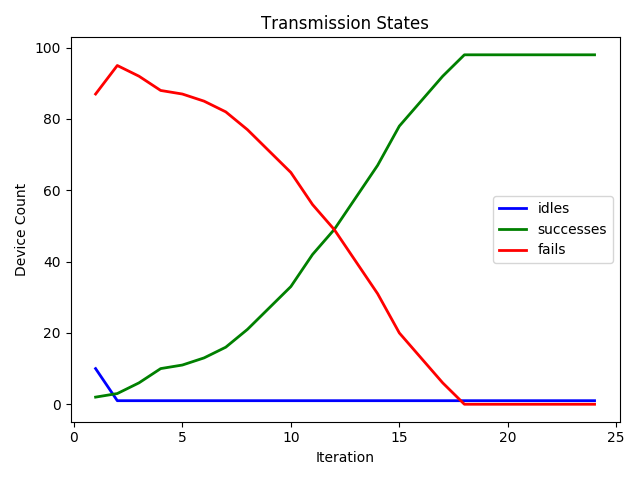 Transmission States
Device Count
100
80
60
40
20
0
idles
successes
fails
0 5 10 15 20 25
Iteration